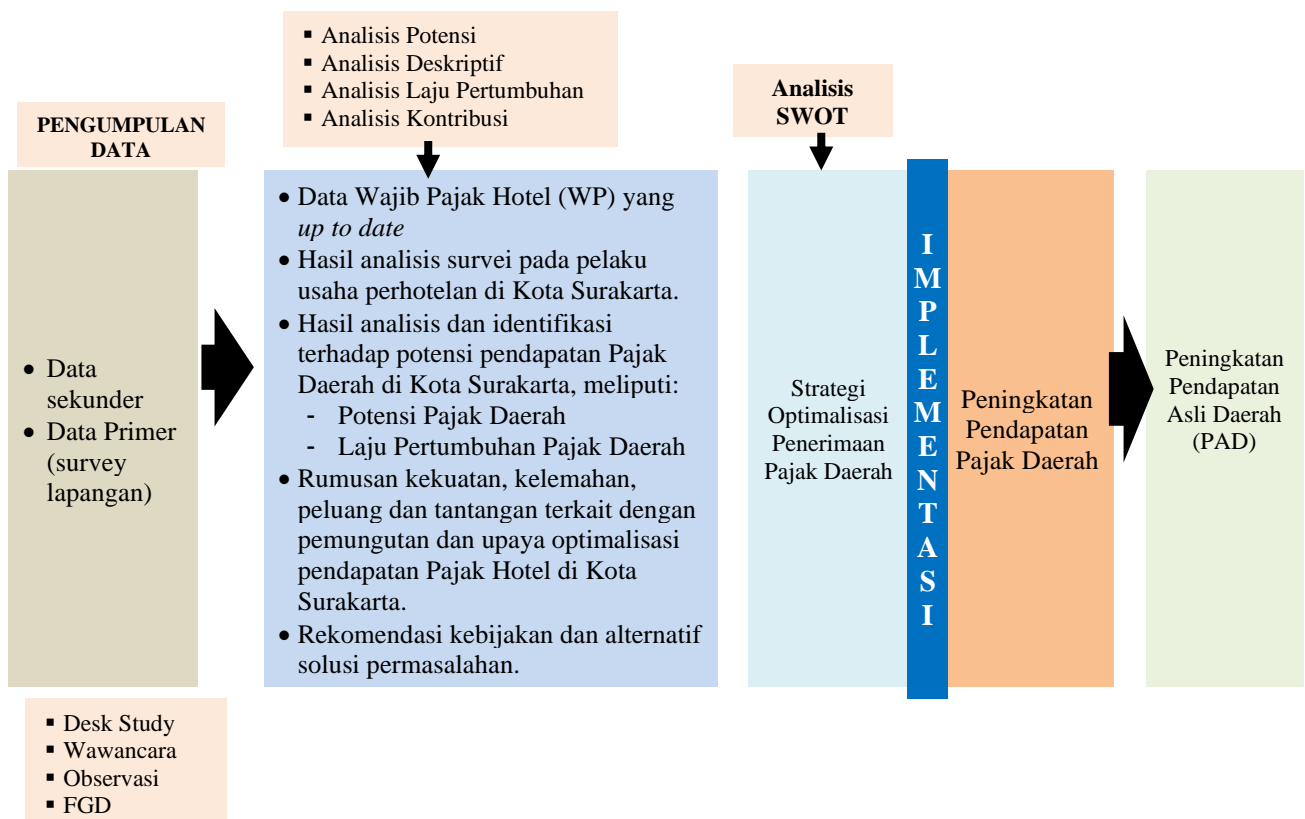 ▪ Analisis Potensi
▪ Analisis Deskriptif
▪ Analisis Laju Pertumbuhan
▪ Analisis Kontribusi
Analisis
SWOT
PENGUMPULAN
DATA
• Data
sekunder
• Data Primer
(survey
lapangan)
• Data Wajib Pajak Hotel (WP) yang
up to date
• Hasil analisis survei pada pelaku
usaha perhotelan di Kota Surakarta.
• Hasil analisis dan identifikasi
terhadap potensi pendapatan Pajak
Daerah di Kota Surakarta, meliputi:
- Potensi Pajak Daerah
- Laju Pertumbuhan Pajak Daerah
• Rumusan kekuatan, kelemahan,
peluang dan tantangan terkait dengan
pemungutan dan upaya optimalisasi
pendapatan Pajak Hotel di Kota
Surakarta.
• Rekomendasi kebijakan dan alternatif
solusi permasalahan.
Strategi
Optimalisasi
Penerimaan
Pajak Daerah
I
M
P
L
E
M
E
N
T
A
S
I
Peningkatan
Pendapatan
Pajak Daerah
Peningkatan
Pendapatan
Asli Daerah
(PAD)
▪ Desk Study
▪ Wawancara
▪ Observasi
▪ FGD